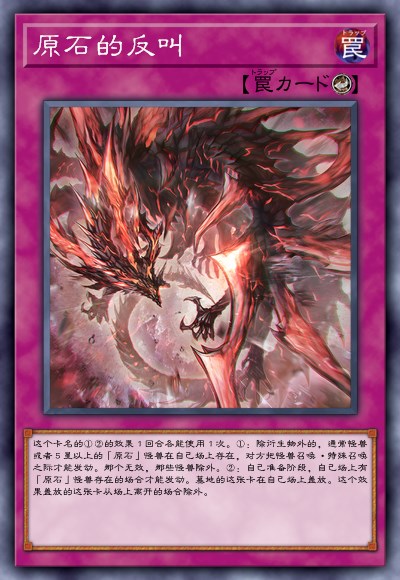 原石的反叫
トラップ
罠
トラップ
【罠カード】
这个卡名的①②的效果1回合各能使用1次。①：除衍生物外的，通常怪兽
或者5星以上的「原石」怪兽在自己场上存在，对方把怪兽召唤·特殊召唤
之际才能发动。那个无效，那些怪兽除外。②：自己准备阶段，自己场上有
「原石」怪兽存在的场合才能发动。墓地的这张卡在自己场上盖放。这个效
果盖放的这张卡从场上离开的场合除外。